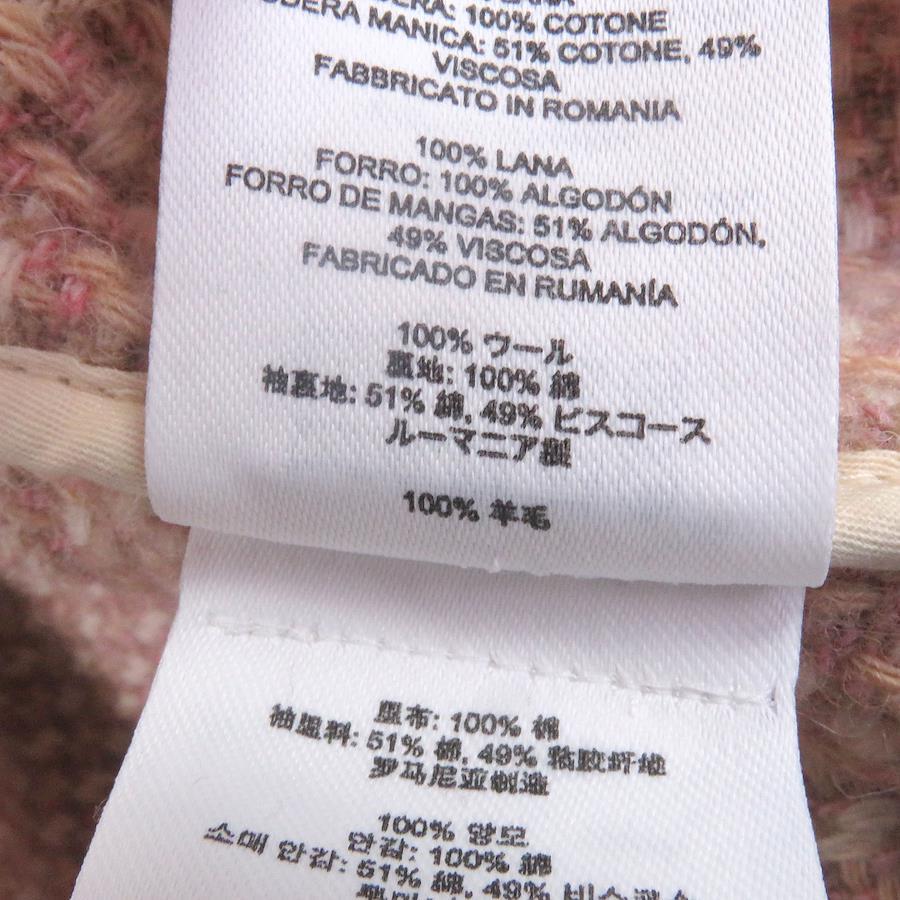 100% COTONE
MANICA: 51% COTONE, 49%
VISCOSA
FABBRICATO IN ROMANIA
100% LANA
FORRO: 100% ALGODÓN
FORRO DE MANGAS: 51% ALGODÓN,
49% VISCOSA
FABRICADO EN RUMANÍA
100% ウール
裏地: 100% 綿
袖裏地: 51% 綿, 49% ビスコース
ルーマニア製
100% 羊毛
里布: 100% 棉
袖里料: 51% 棉, 49% 粘胶纤地
罗马尼亚制造
100% 양모
안감: 100% 綿
소매 안감: 51% 綿, 49%